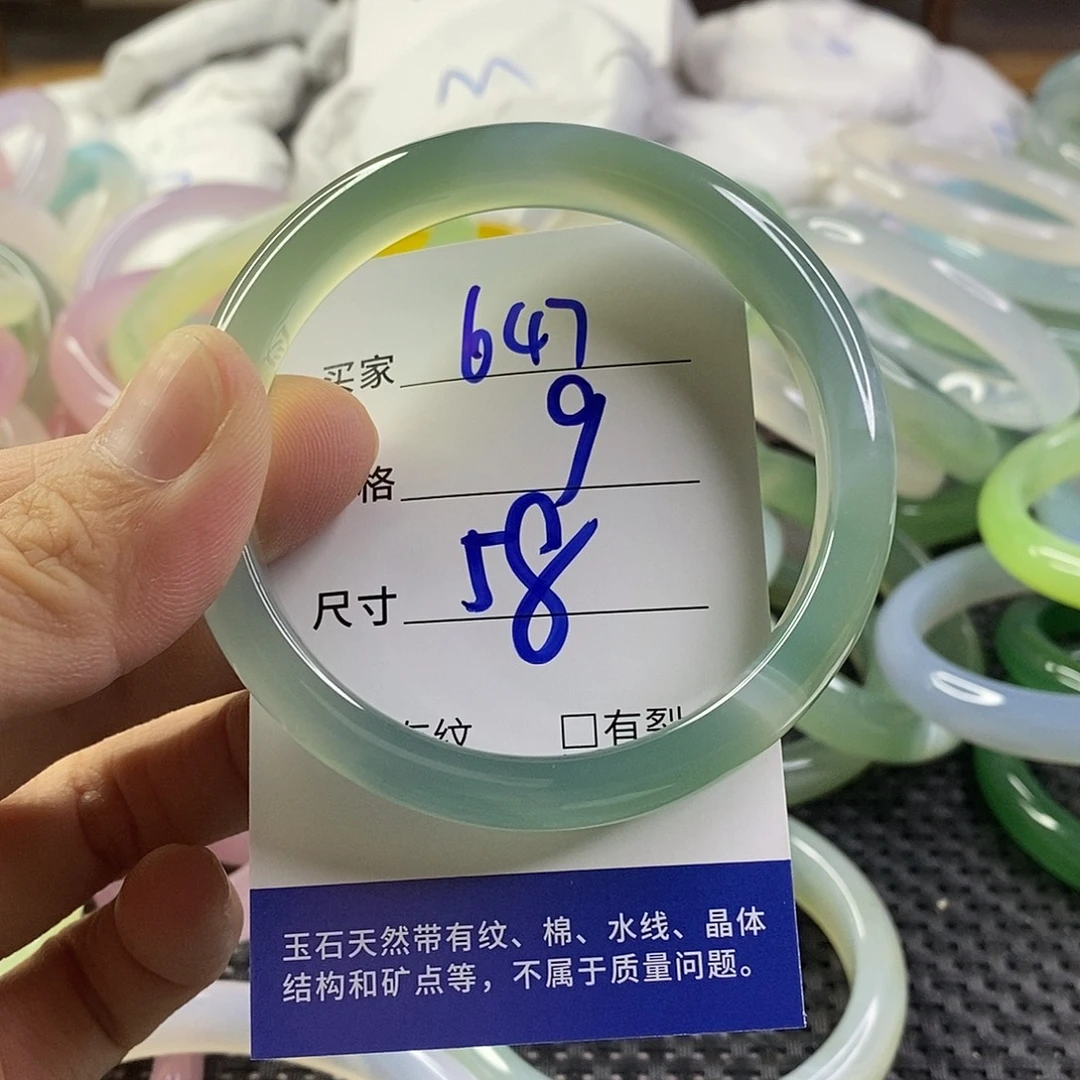 买家 647
格 9
尺寸 58
有纹 □有裂
玉石天然带有纹、棉、水线、晶体
结构和矿点等，不属于质量问题。